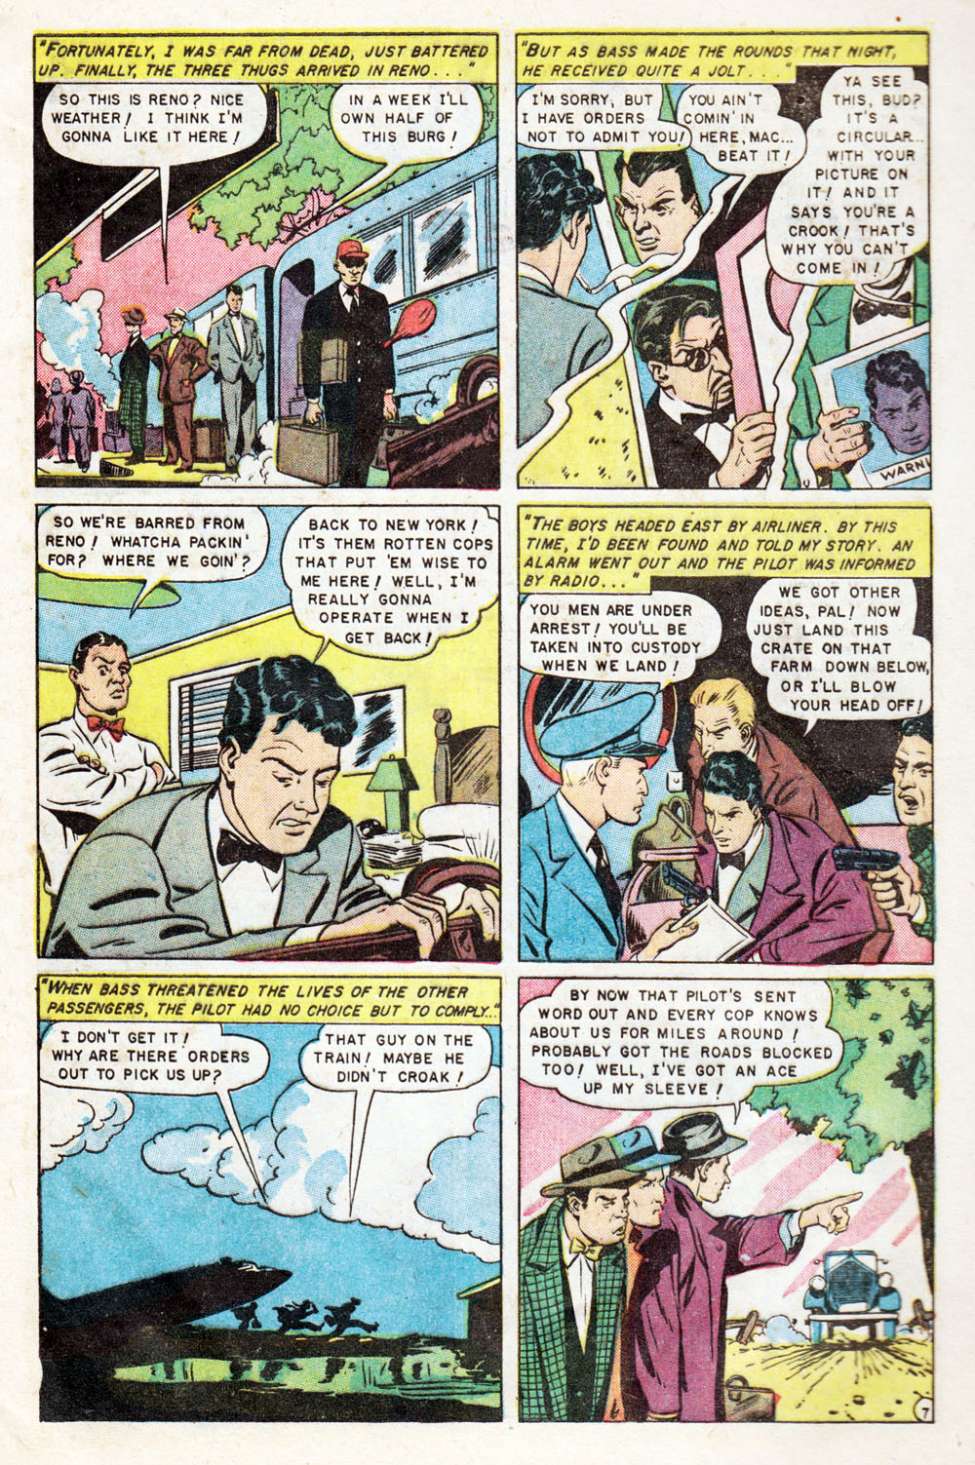 "FORTUNATELY, I WAS FAR FROM DEAD, JUST BATTERED
UP. FINALLY, THE THREE THUGS ARRIVED IN RENO..."
SO THIS IS RENO? NICE
WEATHER! I THINK I'M
GONNA LIKE IT HERE!
IN A WEEK I'LL
OWN HALF OF
THIS BURG!
"BUT AS BASS MADE THE ROUNDS THAT NIGHT,
HE RECEIVED QUITE A JOLT...."
I'M SORRY, BUT
I HAVE ORDERS
NOT TO ADMIT YOU!
YOU AIN'T
COMIN' IN
HERE, MAC...
BEAT IT!
YA SEE
THIS, BUD?
IT'S A
CIRCULAR...
WITH YOUR
PICTURE ON
IT! AND IT
SAYS YOU'RE A
CROOK! THAT'S
WHY YOU CAN'T
COME IN!
WARNI
SO WE'RE BARRED FROM
RENO! WHATCHA PACKIN'
FOR? WHERE WE GOIN'?
BACK TO NEW YORK!
IT'S THEM ROTTEN COPS
THAT PUT 'EM WISE TO
ME HERE! WELL, I'M
REALLY GONNA
OPERATE WHEN I
GET BACK!
"THE BOYS HEADED EAST BY AIRLINER. BY THIS
TIME, I'D BEEN FOUND AND TOLD MY STORY. AN
ALARM WENT OUT AND THE PILOT WAS INFORMED
BY RADIO..."
YOU MEN ARE UNDER
ARREST! YOU'LL BE
TAKEN INTO CUSTODY
WHEN WE LAND!
WE GOT OTHER
IDEAS, PAL! NOW
JUST LAND THIS
CRATE ON THAT
FARM DOWN BELOW,
OR I'LL BLOW
YOUR HEAD OFF!
"WHEN BASS THREATENED THE LIVES OF THE OTHER
PASSENGERS, THE PILOT HAD NO CHOICE BUT TO COMPLY..."
I DON'T GET IT!
WHY ARE THERE ORDERS
OUT TO PICK US UP?
THAT GUY ON THE
TRAIN! MAYBE HE
DIDN'T CROAK!
BY NOW THAT PILOT'S SENT
WORD OUT AND EVERY COP KNOWS
ABOUT US FOR MILES AROUND!
PROBABLY GOT THE ROADS BLOCKED
TOO! WELL, I'VE GOT AN ACE
UP MY SLEEVE!
7